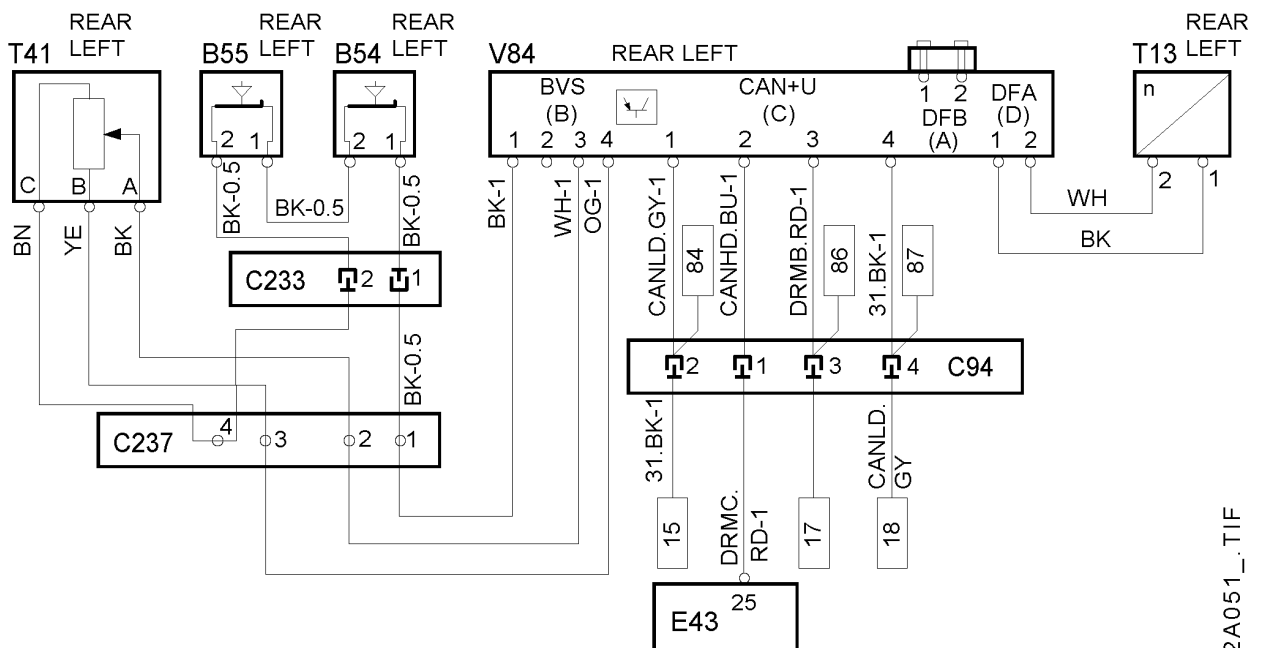 REAR
LEFT
T41
REAR
LEFT
B55
REAR
LEFT
B54
V84
REAR LEFT
REAR
LEFT
T13
BVS
(B)
CAN+U
(C)
1 2
DFB
(A)
DFA
(D)
n
2 1
2 1
1 2 3 4
1 2 3 4
1 2
2 1
C B A
BN
YE
BK
BK-0.5
BK-0.5
BK-0.5
BK-1
WH-1
OG-1
CANLD.GY-1
84
CANHD.BU-1
DRMB.RD-1
86
31.BK-1
87
WH
BK
C233
2 1
BK-0.5
C94
2 1 3 4
C237
4 3 2 1
31.BK-1
DRMC.
RD-1
CANLD.
GY
15
17
18
25
E43
2A051_.TIF